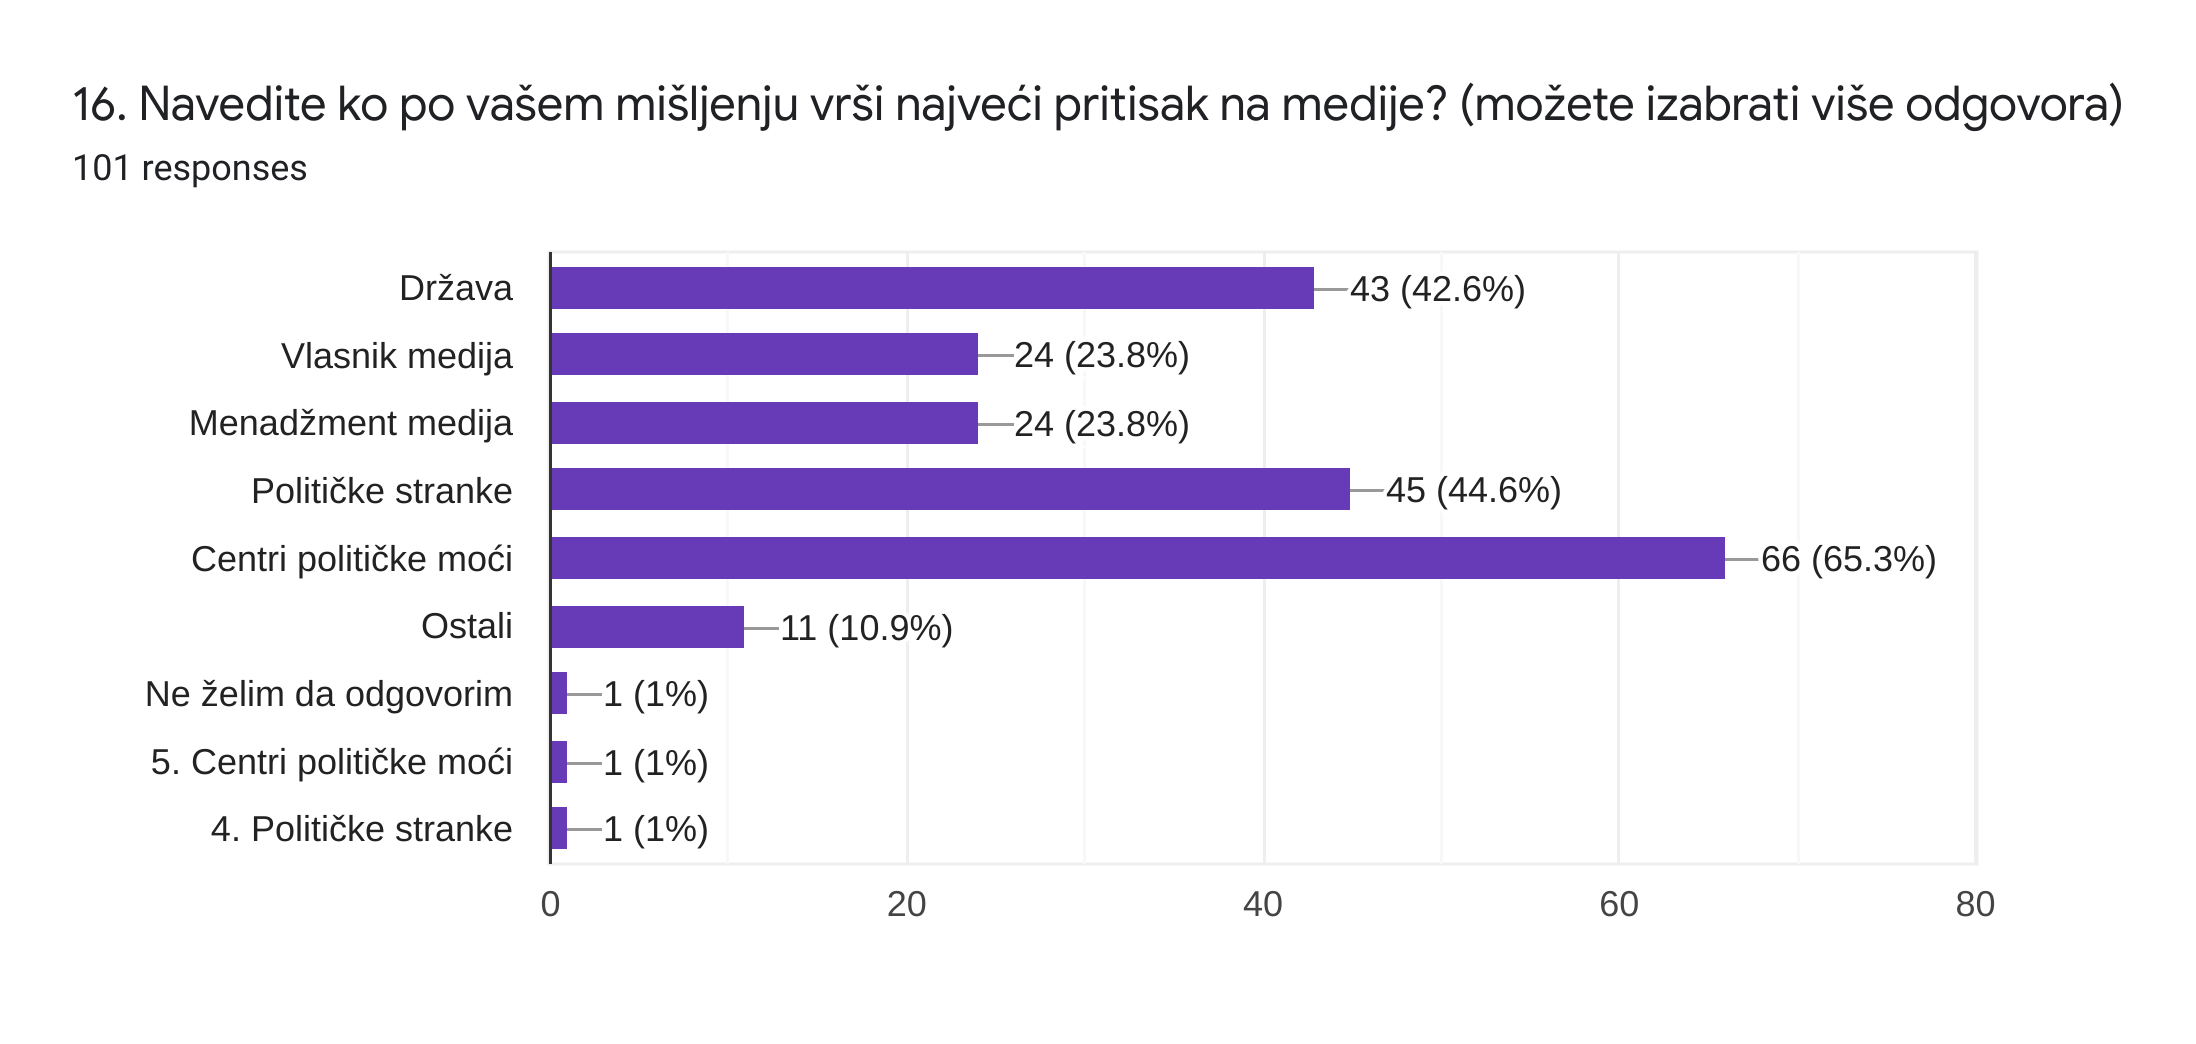 16. Navedite ko po vašem mišljenju vrši najveći pritisak na medije? (možete izabrati više odgovora)
101 responses
Država 43 (42.6%)
Vlasnik medija 24 (23.8%)
Menadžment medija 24 (23.8%)
Političke stranke 45 (44.6%)
Centri političke moći 66 (65.3%)
Ostali 11 (10.9%)
Ne želim da odgovorim 1 (1%)
5. Centri političke moći 1 (1%)
4. Političke stranke 1 (1%)
0 20 40 60 80